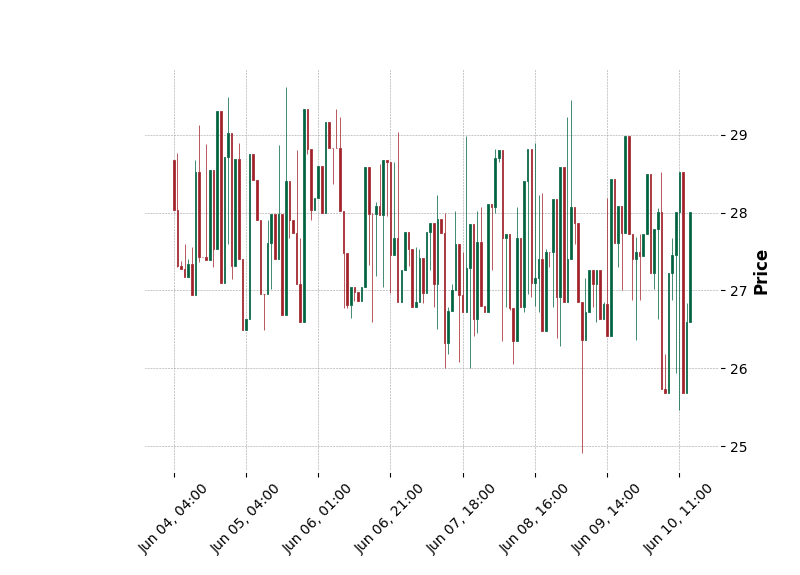 29
28
27
26
25
Price
Jun 04, 04:00
Jun 05, 04:00
Jun 06, 01:00
Jun 06, 21:00
Jun 07, 18:00
Jun 08, 16:00
Jun 09, 14:00
Jun 10, 11:00